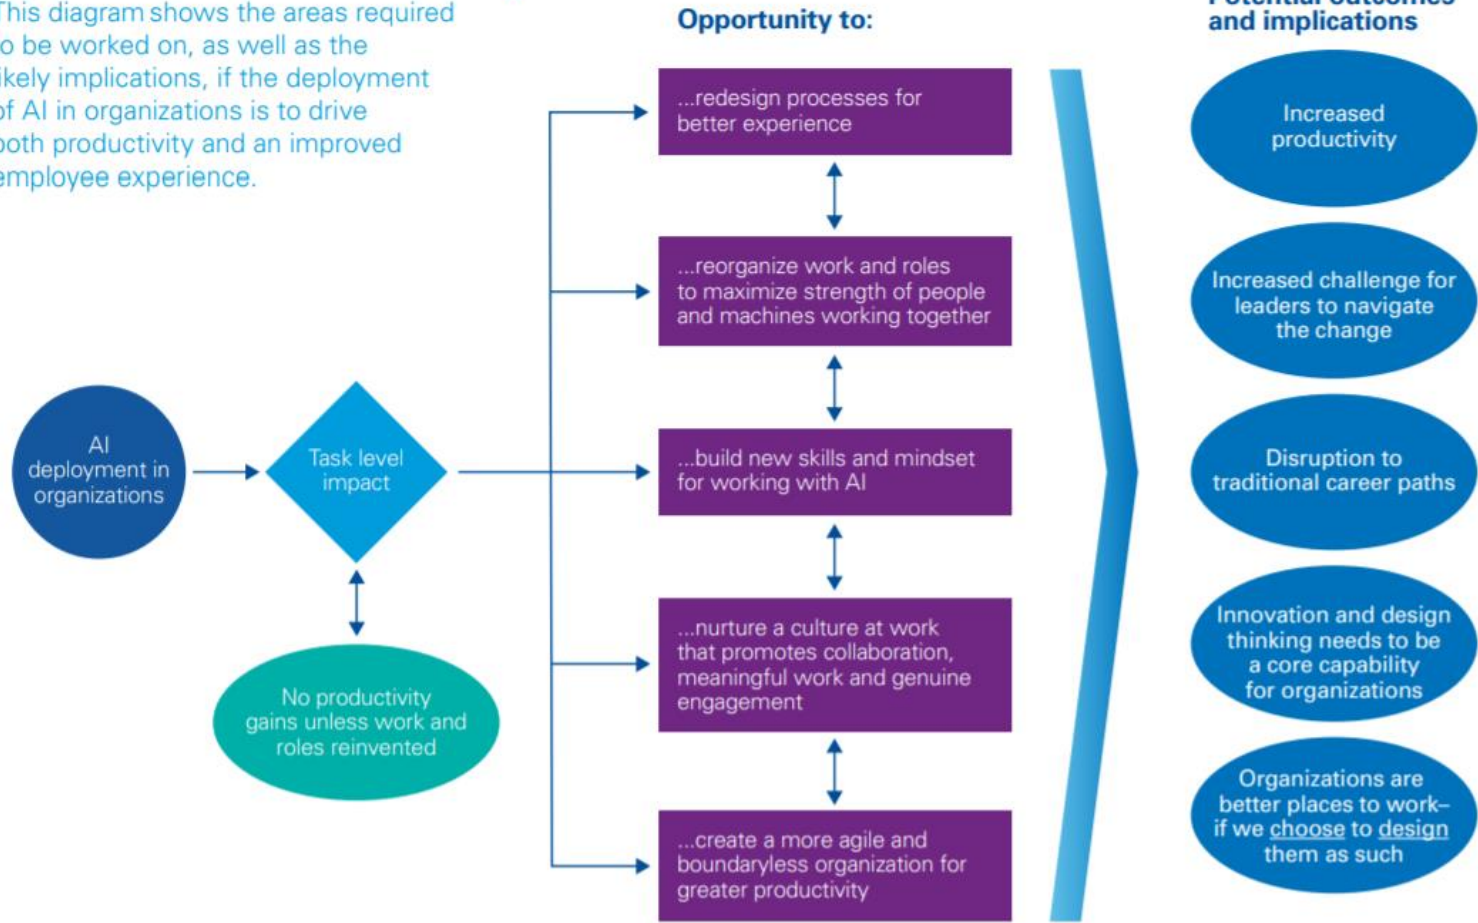 This diagram shows the areas required
to be worked on, as well as the
likely implications, if the deployment
of AI in organizations is to drive
both productivity and an improved
employee experience.
AI
deployment in
organizations
Task level
impact
No productivity
gains unless work and
roles reinvented
Opportunity to:
...redesign processes for
better experience
...reorganize work and roles
to maximize strength of people
and machines working together
...build new skills and mindset
for working with AI
...nurture a culture at work
that promotes collaboration,
meaningful work and genuine
engagement
...create a more agile and
boundaryless organization for
greater productivity
Potential outcomes
and implications
Increased
productivity
Increased challenge for
leaders to navigate
the change
Disruption to
traditional career paths
Innovation and design
thinking needs to be
a core capability
for organizations
Organizations are
better places to work–
if we choose to design
them as such